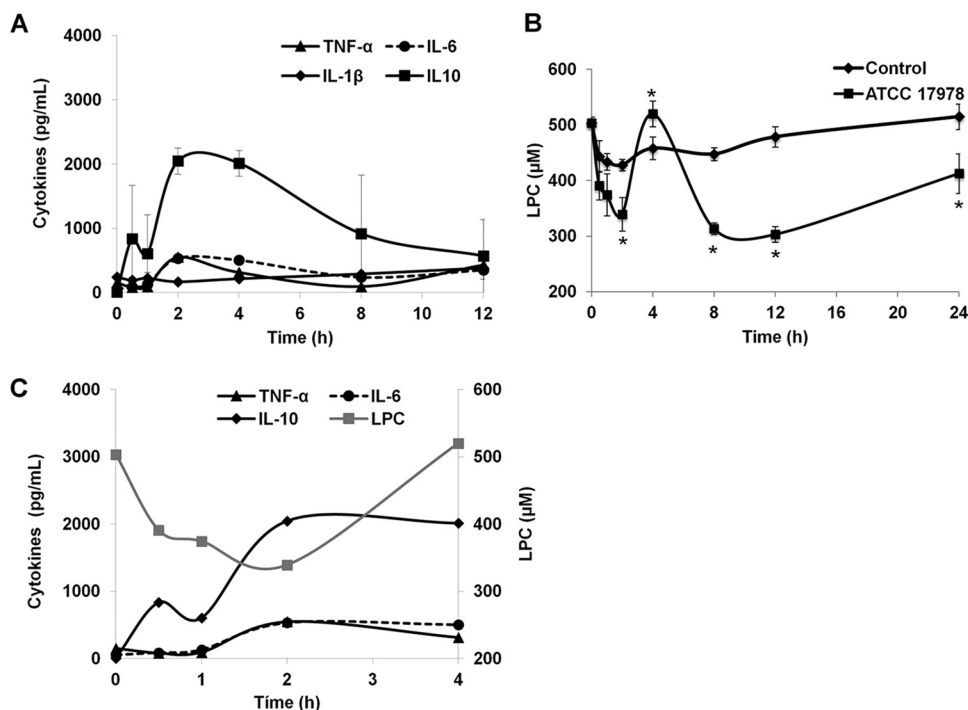 A
4000
3000
2000
1000
0
Cytokines (pg/mL)
TNF-α
IL-6
IL-1β
IL10
0
2
4
6
8
10
12
Time (h)
B
600
500
400
300
200
LPC (µM)
Control
ATCC 17978
*
*
*
*
*
0
4
8
12
16
20
24
Time (h)
C
4000
3000
2000
1000
0
Cytokines (pg/mL)
TNF-α
IL-6
IL-10
LPC
600
500
400
300
200
LPC (µM)
0
1
2
3
4
Time (h)